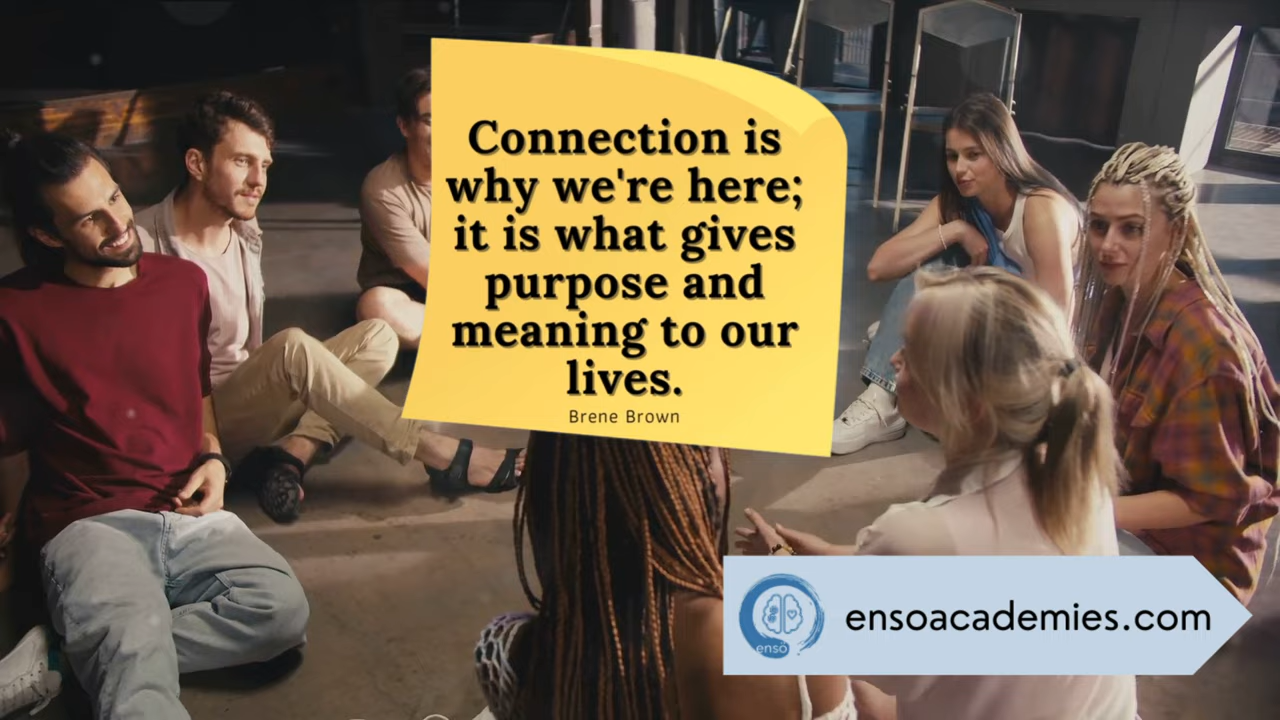 Connection is
why we're here;
it is what gives
purpose and
meaning to our
lives.
Brene Brown
enso
ensoacademies.com